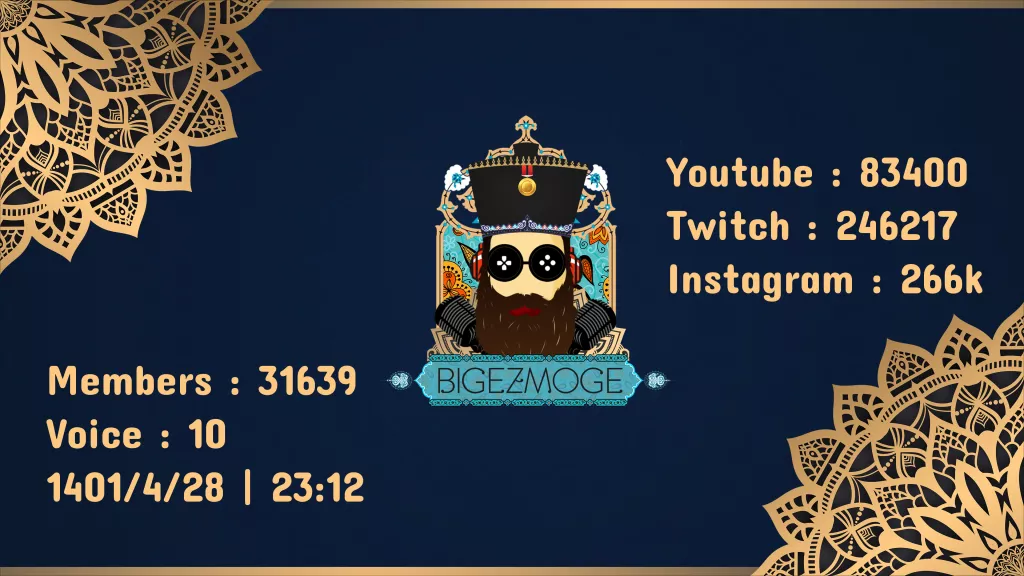 Youtube : 83400
Twitch : 246217
Instagram : 266k
BIGEZMOGE
Members : 31639
Voice : 10
1401/4/28 | 23:12